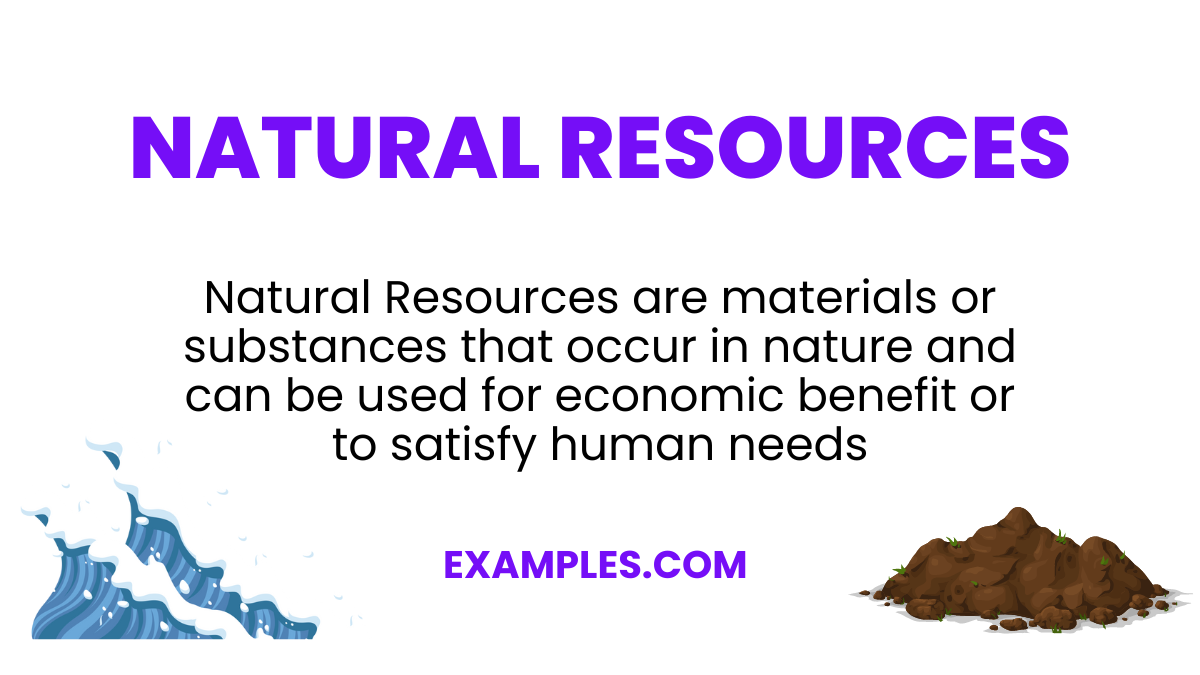 NATURAL RESOURCES
Natural Resources are materials or
substances that occur in nature and
can be used for economic benefit or
to satisfy human needs
EXAMPLES.COM